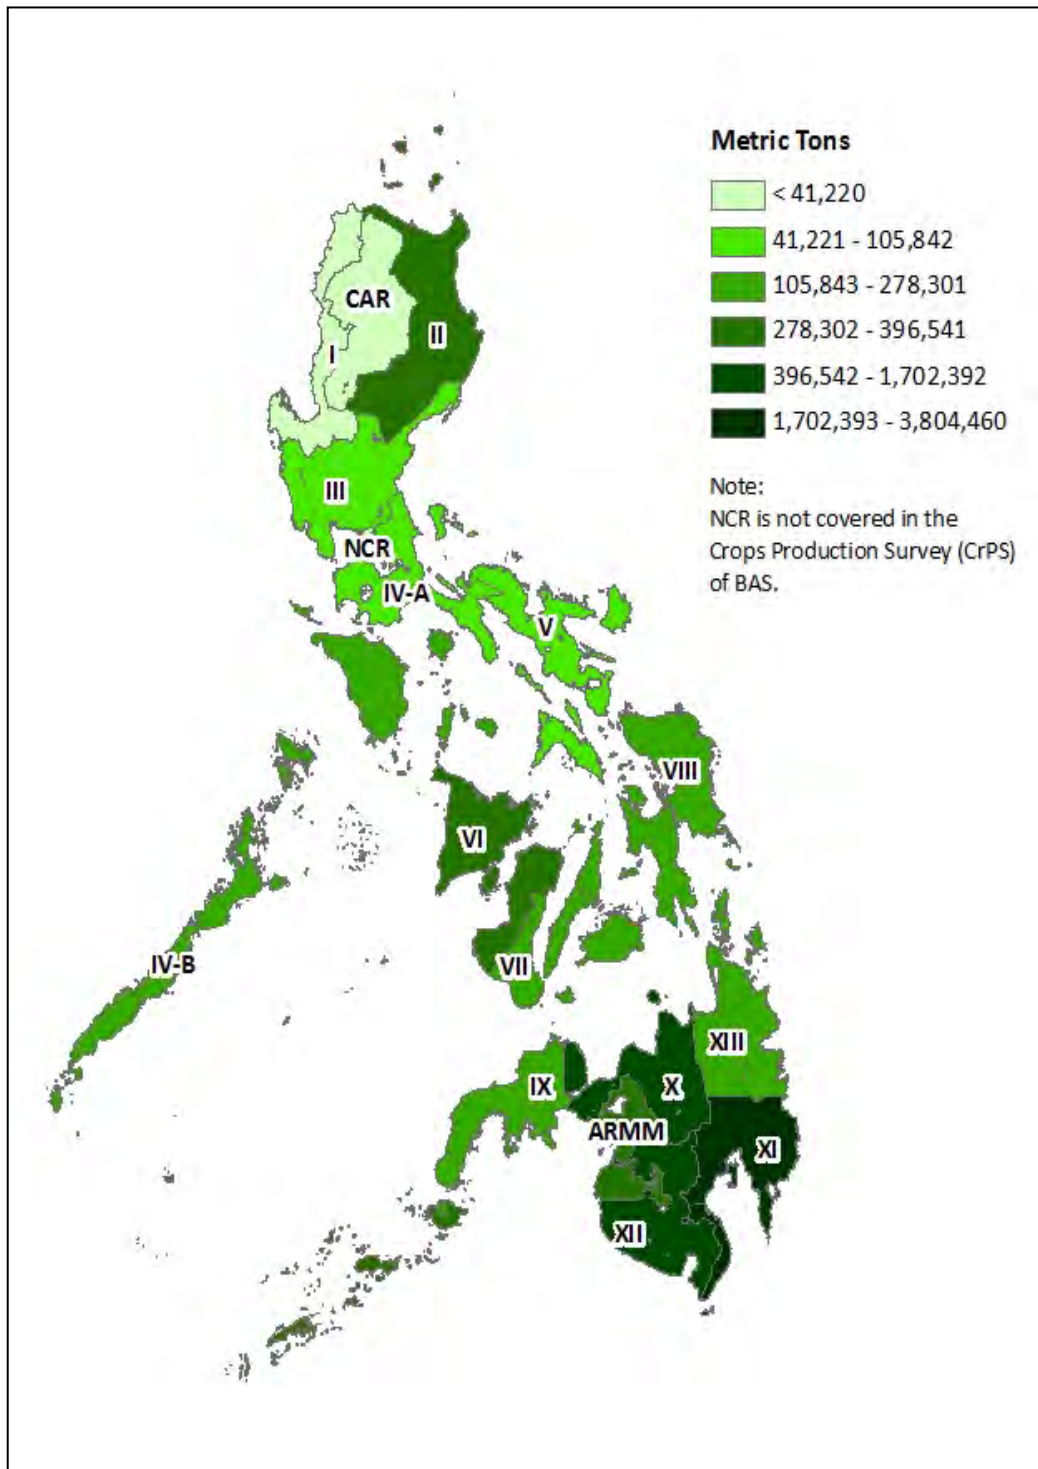 Metric Tons
< 41,220
41,221 - 105,842
105,843 - 278,301
278,302 - 396,541
396,542 - 1,702,392
1,702,393 - 3,804,460
Note:
NCR is not covered in the
Crops Production Survey (CrPS)
of BAS.
CAR
II
I
III
NCR
IV-A
V
VIII
VI
IV-B
VII
XIII
IX
X
ARMM
XI
XII